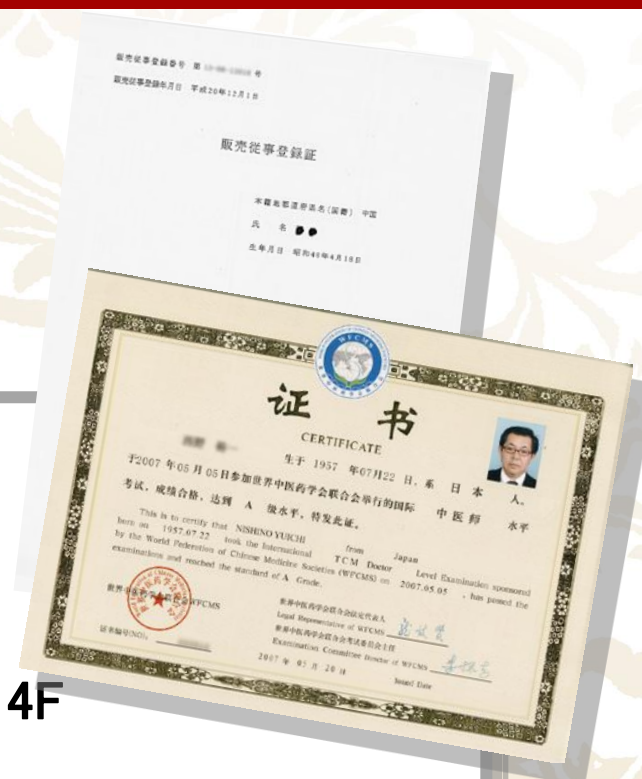 販売従事登録番号 第 号
販売従事登録年月日 平成20年12月1日
販売従事登録証
本籍地都道府県名(国籍) 中国
氏 名
生年月日 昭和46年4月18日
WFCMS
证 书
CERTIFICATE
生于 1957 年07月22 日,系 日 本 人,
于2007 年05 月 05日参加世界中医药学会联合会举行的国际 中 医 师 水平
考试,成绩合格,达到 A 级水平,特发此证。
This is to certify that NISHINO YUICHI from Japan
born on 1957.07.22 took the International TCM Doctor Level Examination sponsored
by the World Federation of Chinese Medicine Societies (WFCMS) on 2007.05.05 , has passed the
examinations and reached the standard of A Grade.
世界中医药学会联合会WFCMS
世界中医药学会联合会法定代表人
Legal Representative of WFCMS
世界中医药学会联合会考试委员会主任
Examination Committee Director of WFCMS
证书编号(NO):
2007 年 05 月 20 日
Issued Date
4F